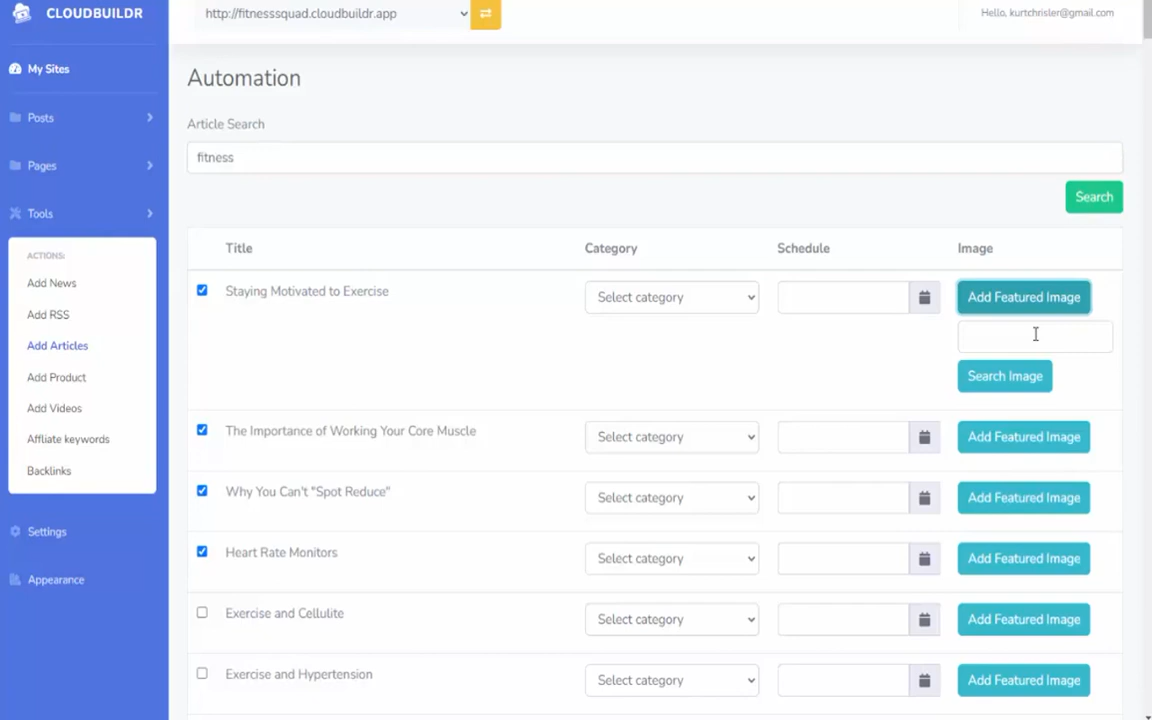 CLOUDBUILDR
http://fitnesssquad.cloudbuildr.app
Hello, kurtchrisler@gmail.com
My Sites
Posts
Pages
Tools
ACTIONS:
Add News
Add RSS
Add Articles
Add Product
Add Videos
Affliate keywords
Backlinks
Settings
Appearance
Automation
Article Search
fitness
Search
Title Category Schedule Image
Staying Motivated to Exercise Select category Add Featured Image
Search Image
The Importance of Working Your Core Muscle Select category Add Featured Image
Why You Can't "Spot Reduce" Select category Add Featured Image
Heart Rate Monitors Select category Add Featured Image
Exercise and Cellulite Select category Add Featured Image
Exercise and Hypertension Select category Add Featured Image